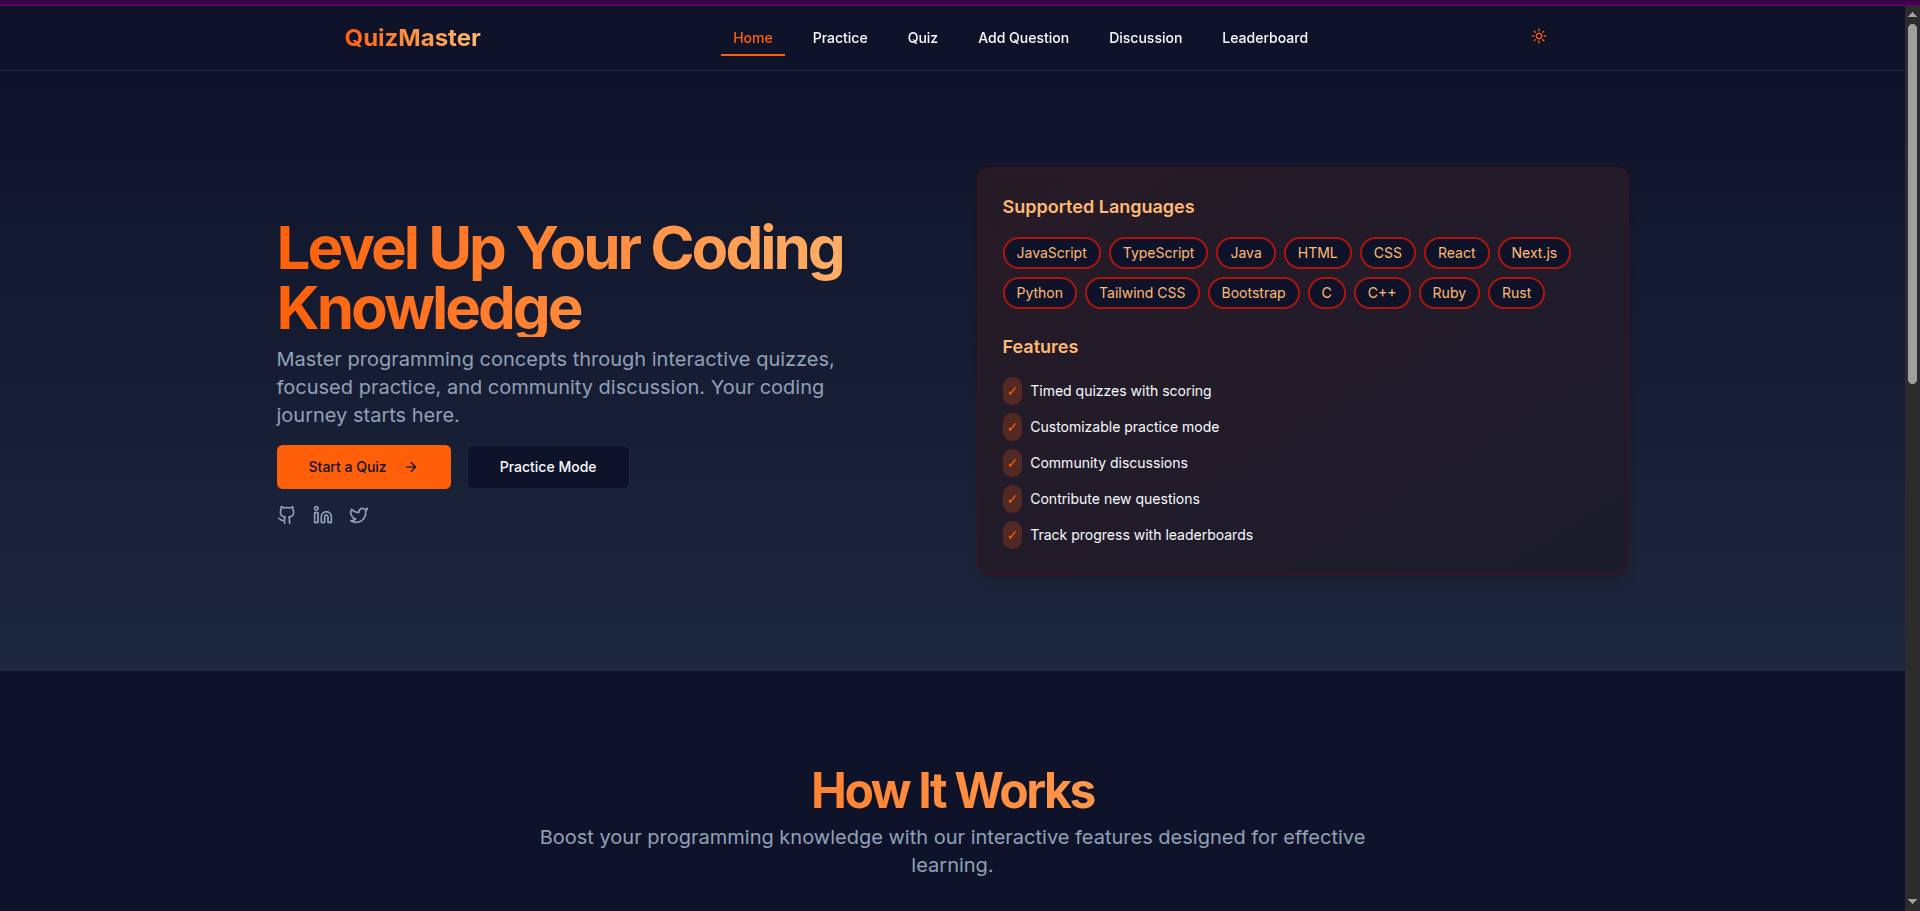 QuizMaster
Home
Practice
Quiz
Add Question
Discussion
Leaderboard
Level Up Your Coding
Knowledge
Master programming concepts through interactive quizzes,
focused practice, and community discussion. Your coding
journey starts here.
Start a Quiz →
Practice Mode
Supported Languages
JavaScript
TypeScript
Java
HTML
CSS
React
Next.js
Python
Tailwind CSS
Bootstrap
C
C++
Ruby
Rust
Features
✓ Timed quizzes with scoring
✓ Customizable practice mode
✓ Community discussions
✓ Contribute new questions
✓ Track progress with leaderboards
How It Works
Boost your programming knowledge with our interactive features designed for effective
learning.